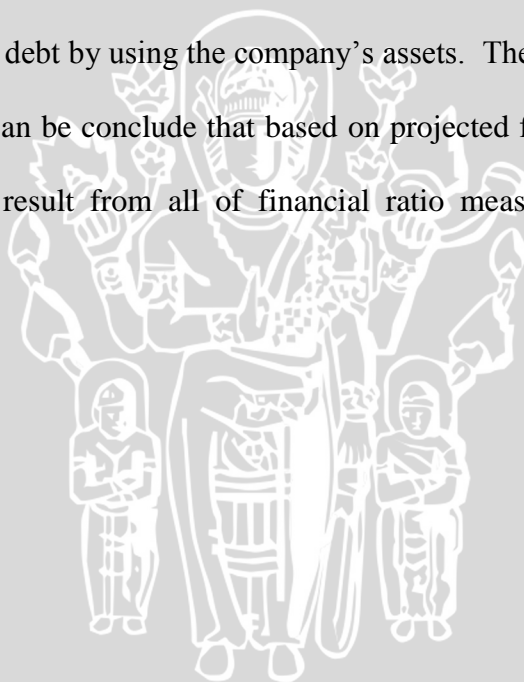 debt by using the company’s assets. The
an be conclude that based on projected f
result from all of financial ratio meas